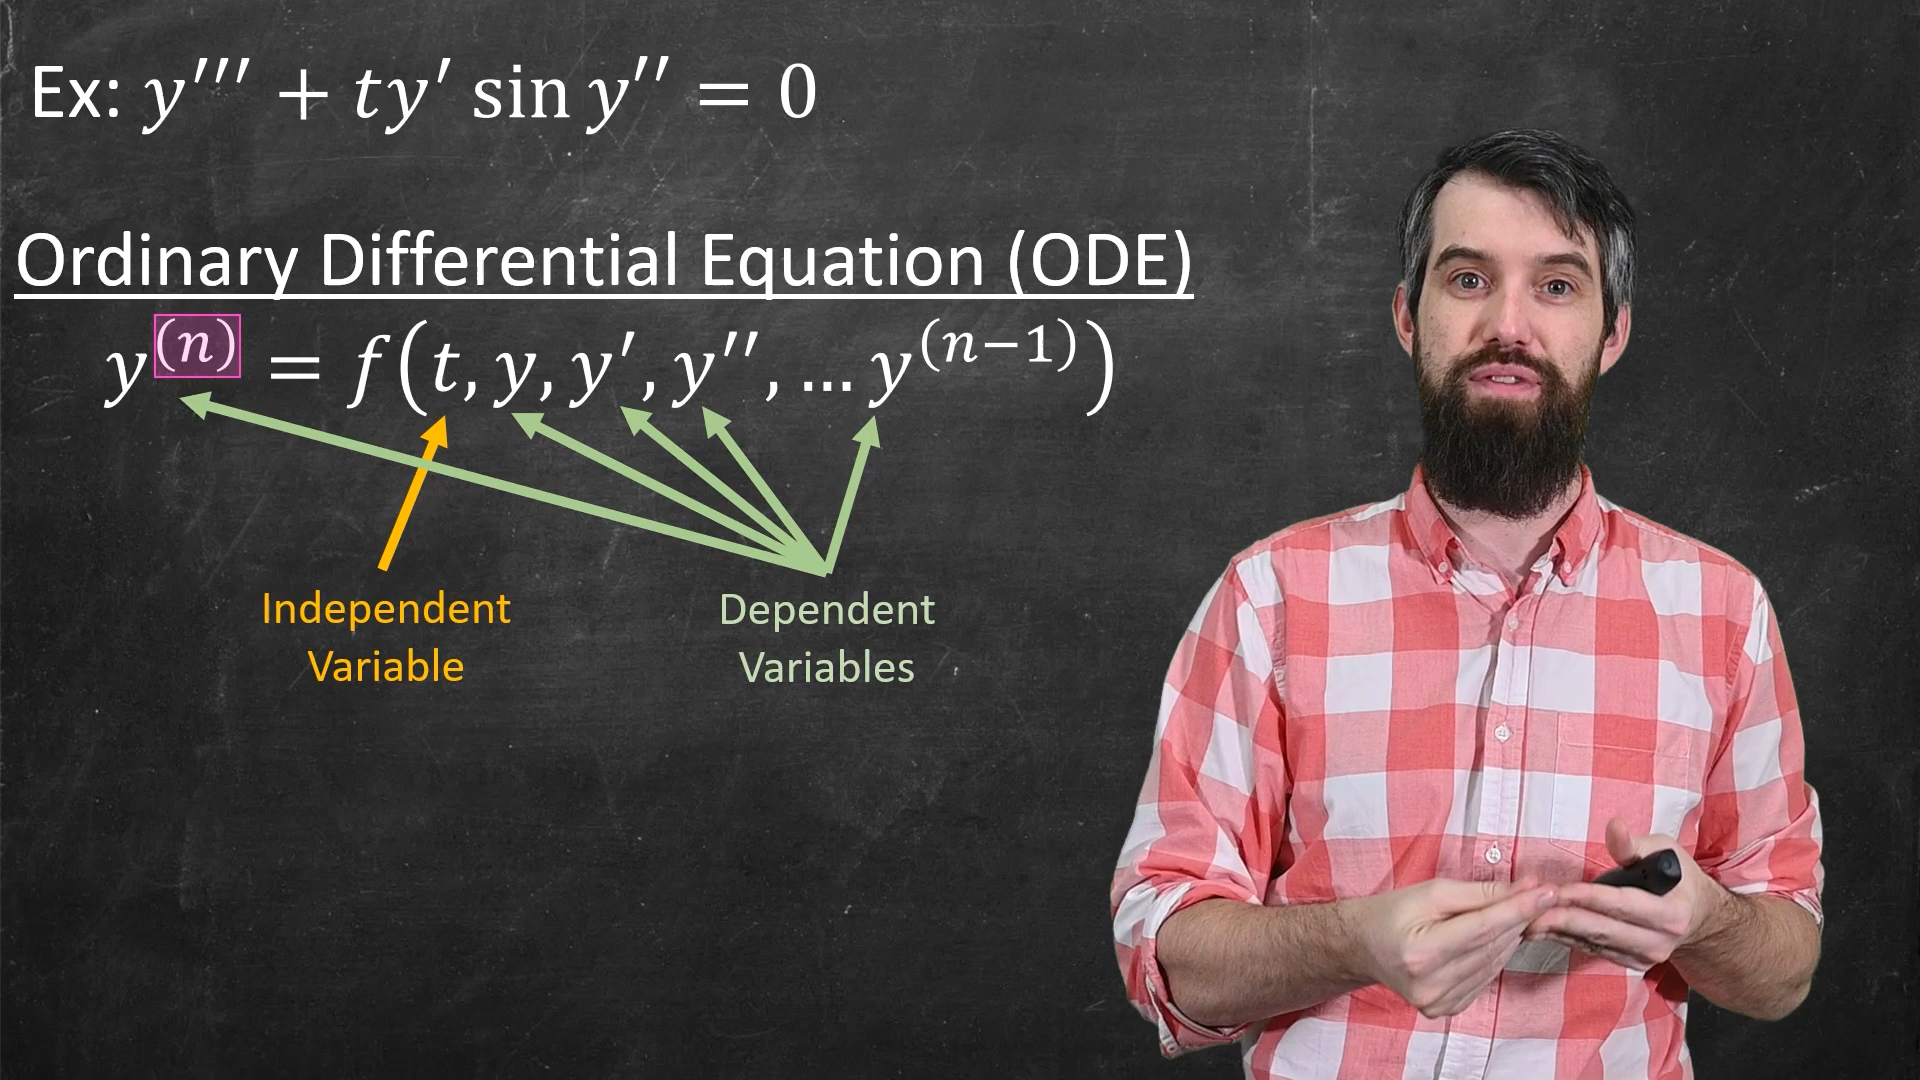 Ex: y′′′ + ty′ sin y′′ = 0
Ordinary Differential Equation (ODE)
y⁽ⁿ⁾ = f(t, y, y′, y′′, … y⁽ⁿ⁻¹⁾)
Independent
Variable
Dependent
Variables